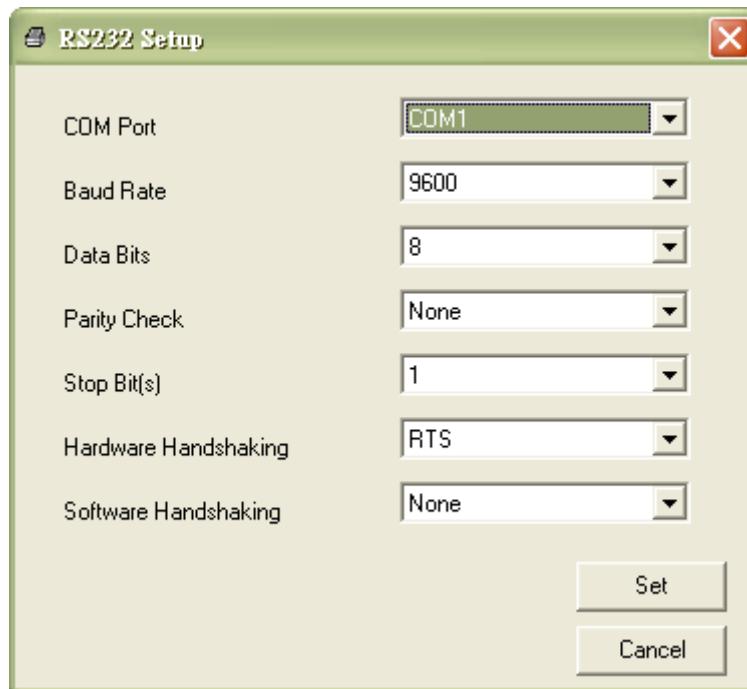 RS232 Setup
COM Port COM1
Baud Rate 9600
Data Bits 8
Parity Check None
Stop Bit(s) 1
Hardware Handshaking RTS
Software Handshaking None
Set
Cancel